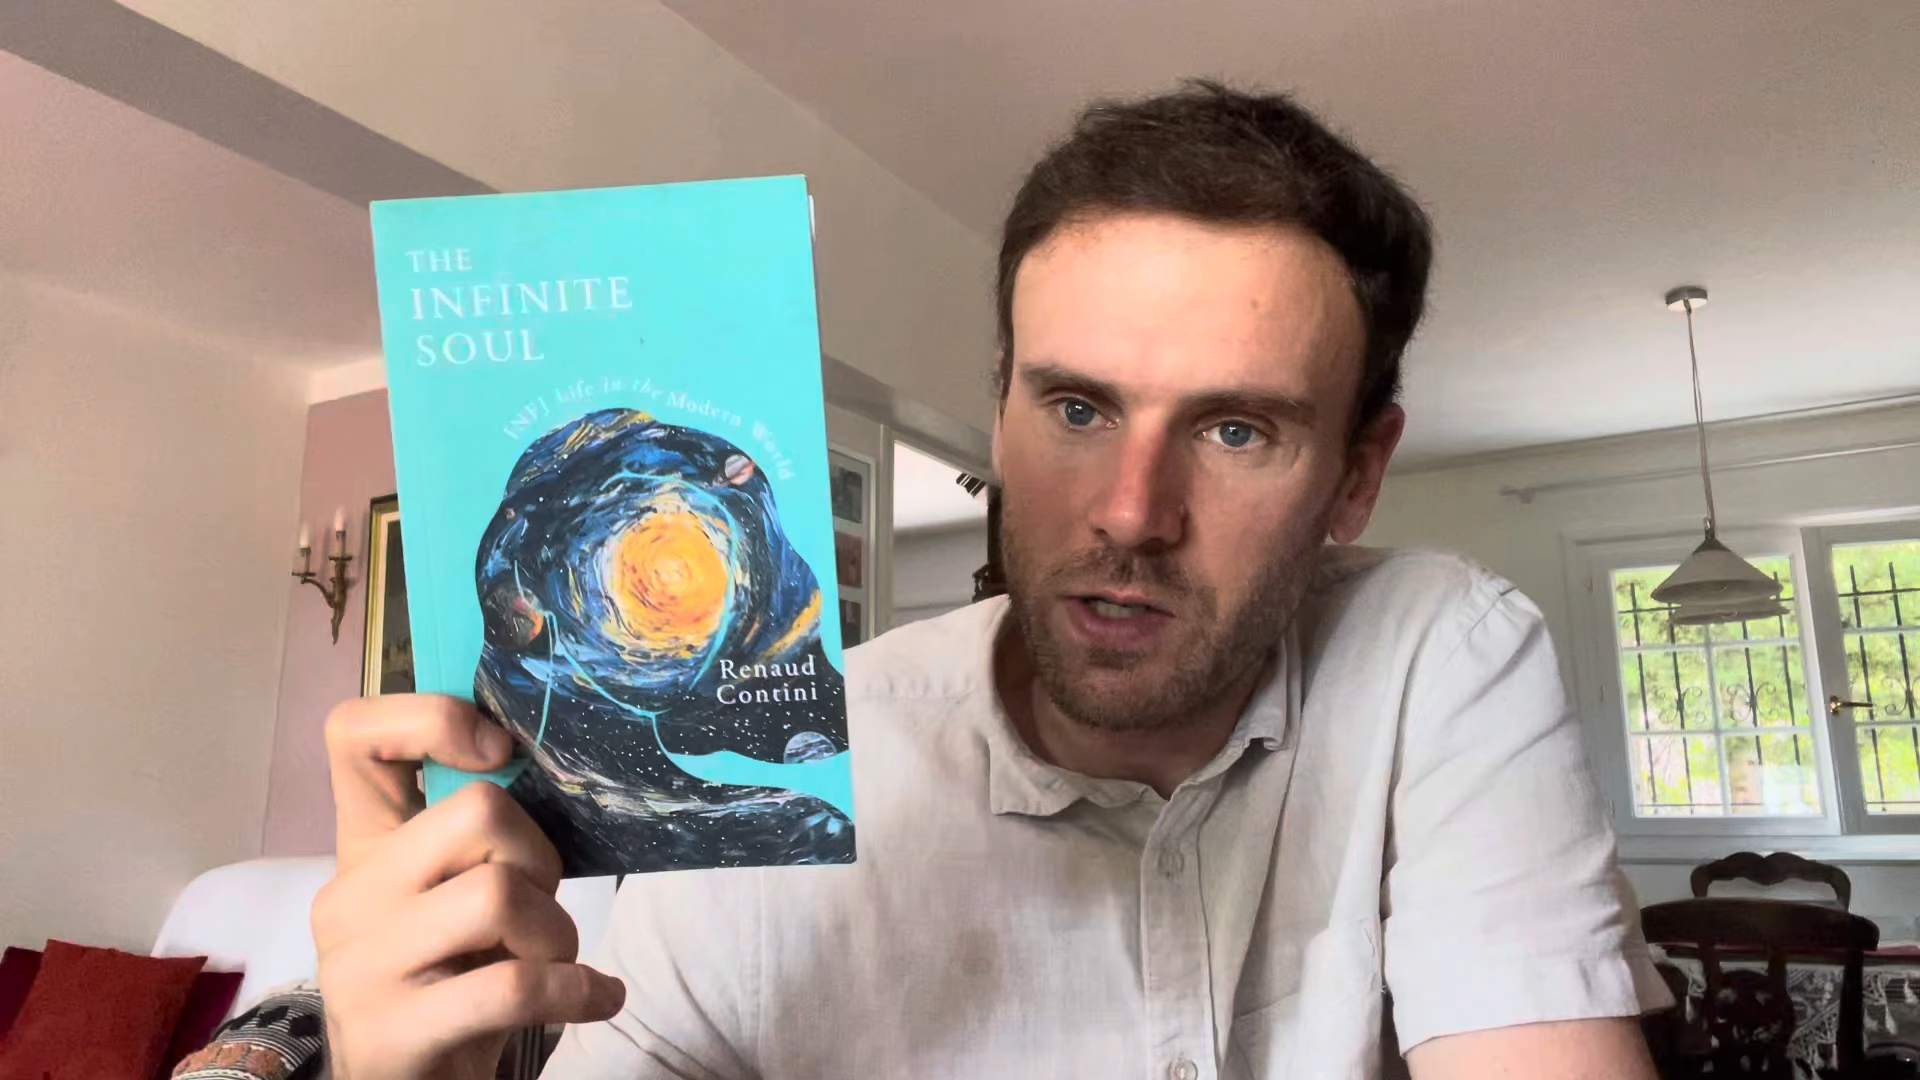 THE
INFINITE
SOUL
INFJ Life in the Modern World
Renaud
Contini